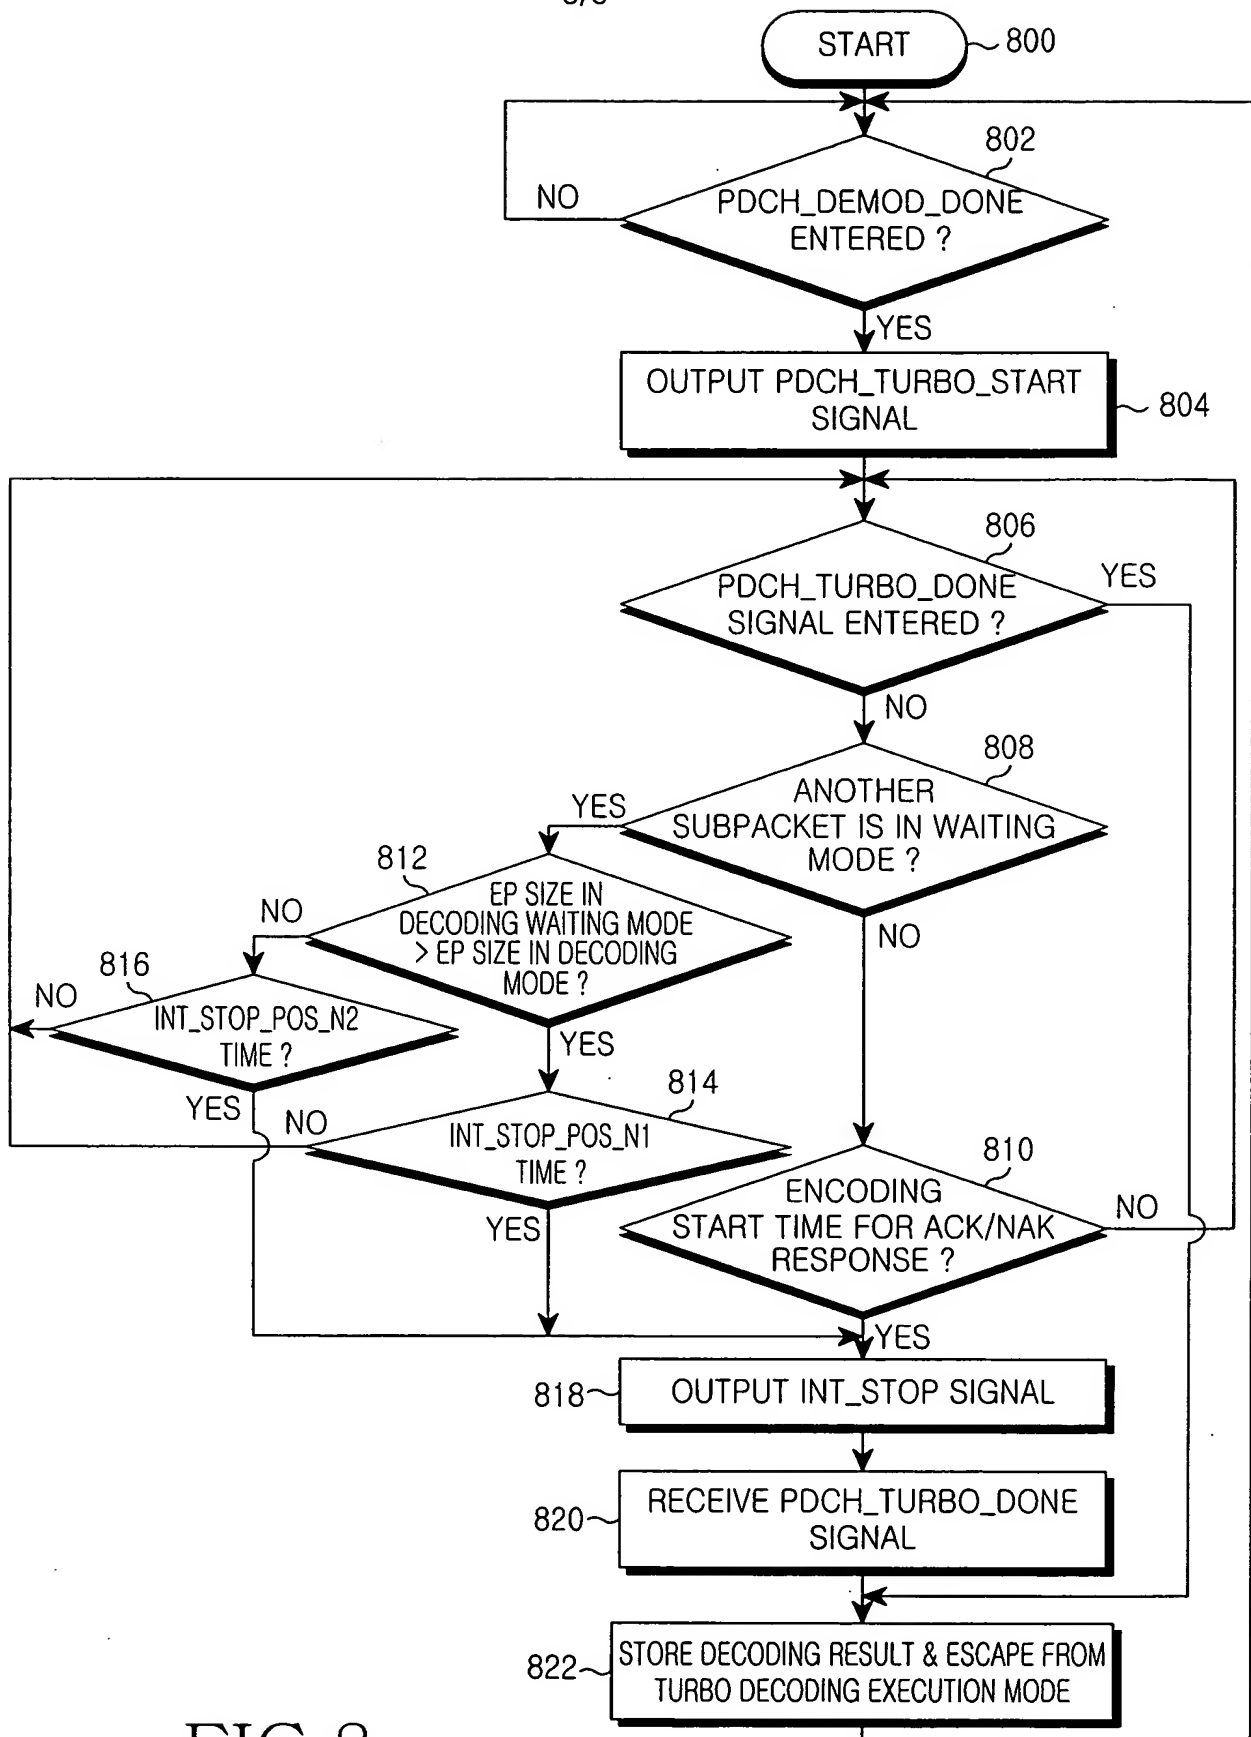 START
800
802
PDCH_DEMOD_DONE
ENTERED ?
NO
YES
OUTPUT PDCH_TURBO_START
SIGNAL
804
806
PDCH_TURBO_DONE
SIGNAL ENTERED ?
YES
NO
808
ANOTHER
SUBPACKET IS IN WAITING
MODE ?
YES
NO
812
EP SIZE IN
DECODING WAITING MODE
> EP SIZE IN DECODING
MODE ?
NO
YES
816
INT_STOP_POS_N2
TIME ?
NO
YES
814
INT_STOP_POS_N1
TIME ?
NO
YES
810
ENCODING
START TIME FOR ACK/NAK
RESPONSE ?
NO
YES
818
OUTPUT INT_STOP SIGNAL
820
RECEIVE PDCH_TURBO_DONE
SIGNAL
822
STORE DECODING RESULT & ESCAPE FROM
TURBO DECODING EXECUTION MODE
FIG.8